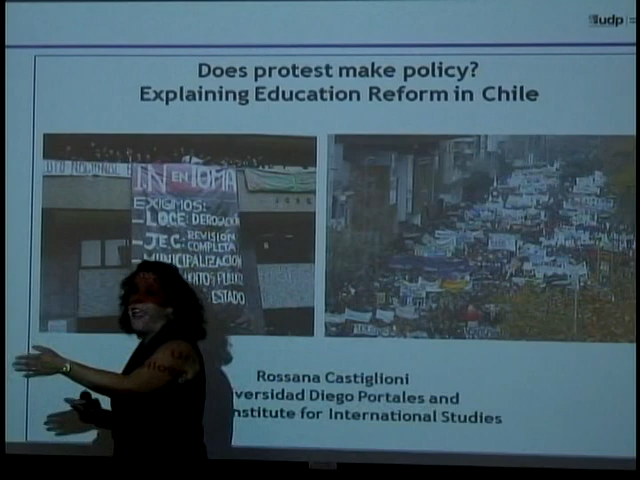 udp
Does protest make policy?
Explaining Education Reform in Chile
IN EN TOMA
EXIGIMOS:
- LOCE: DEROGACIÓN
- JEC: REVISIÓN
COMPLETA
ESTADO
Rossana Castiglioni
versidad Diego Portales and
nstitute for International Studies